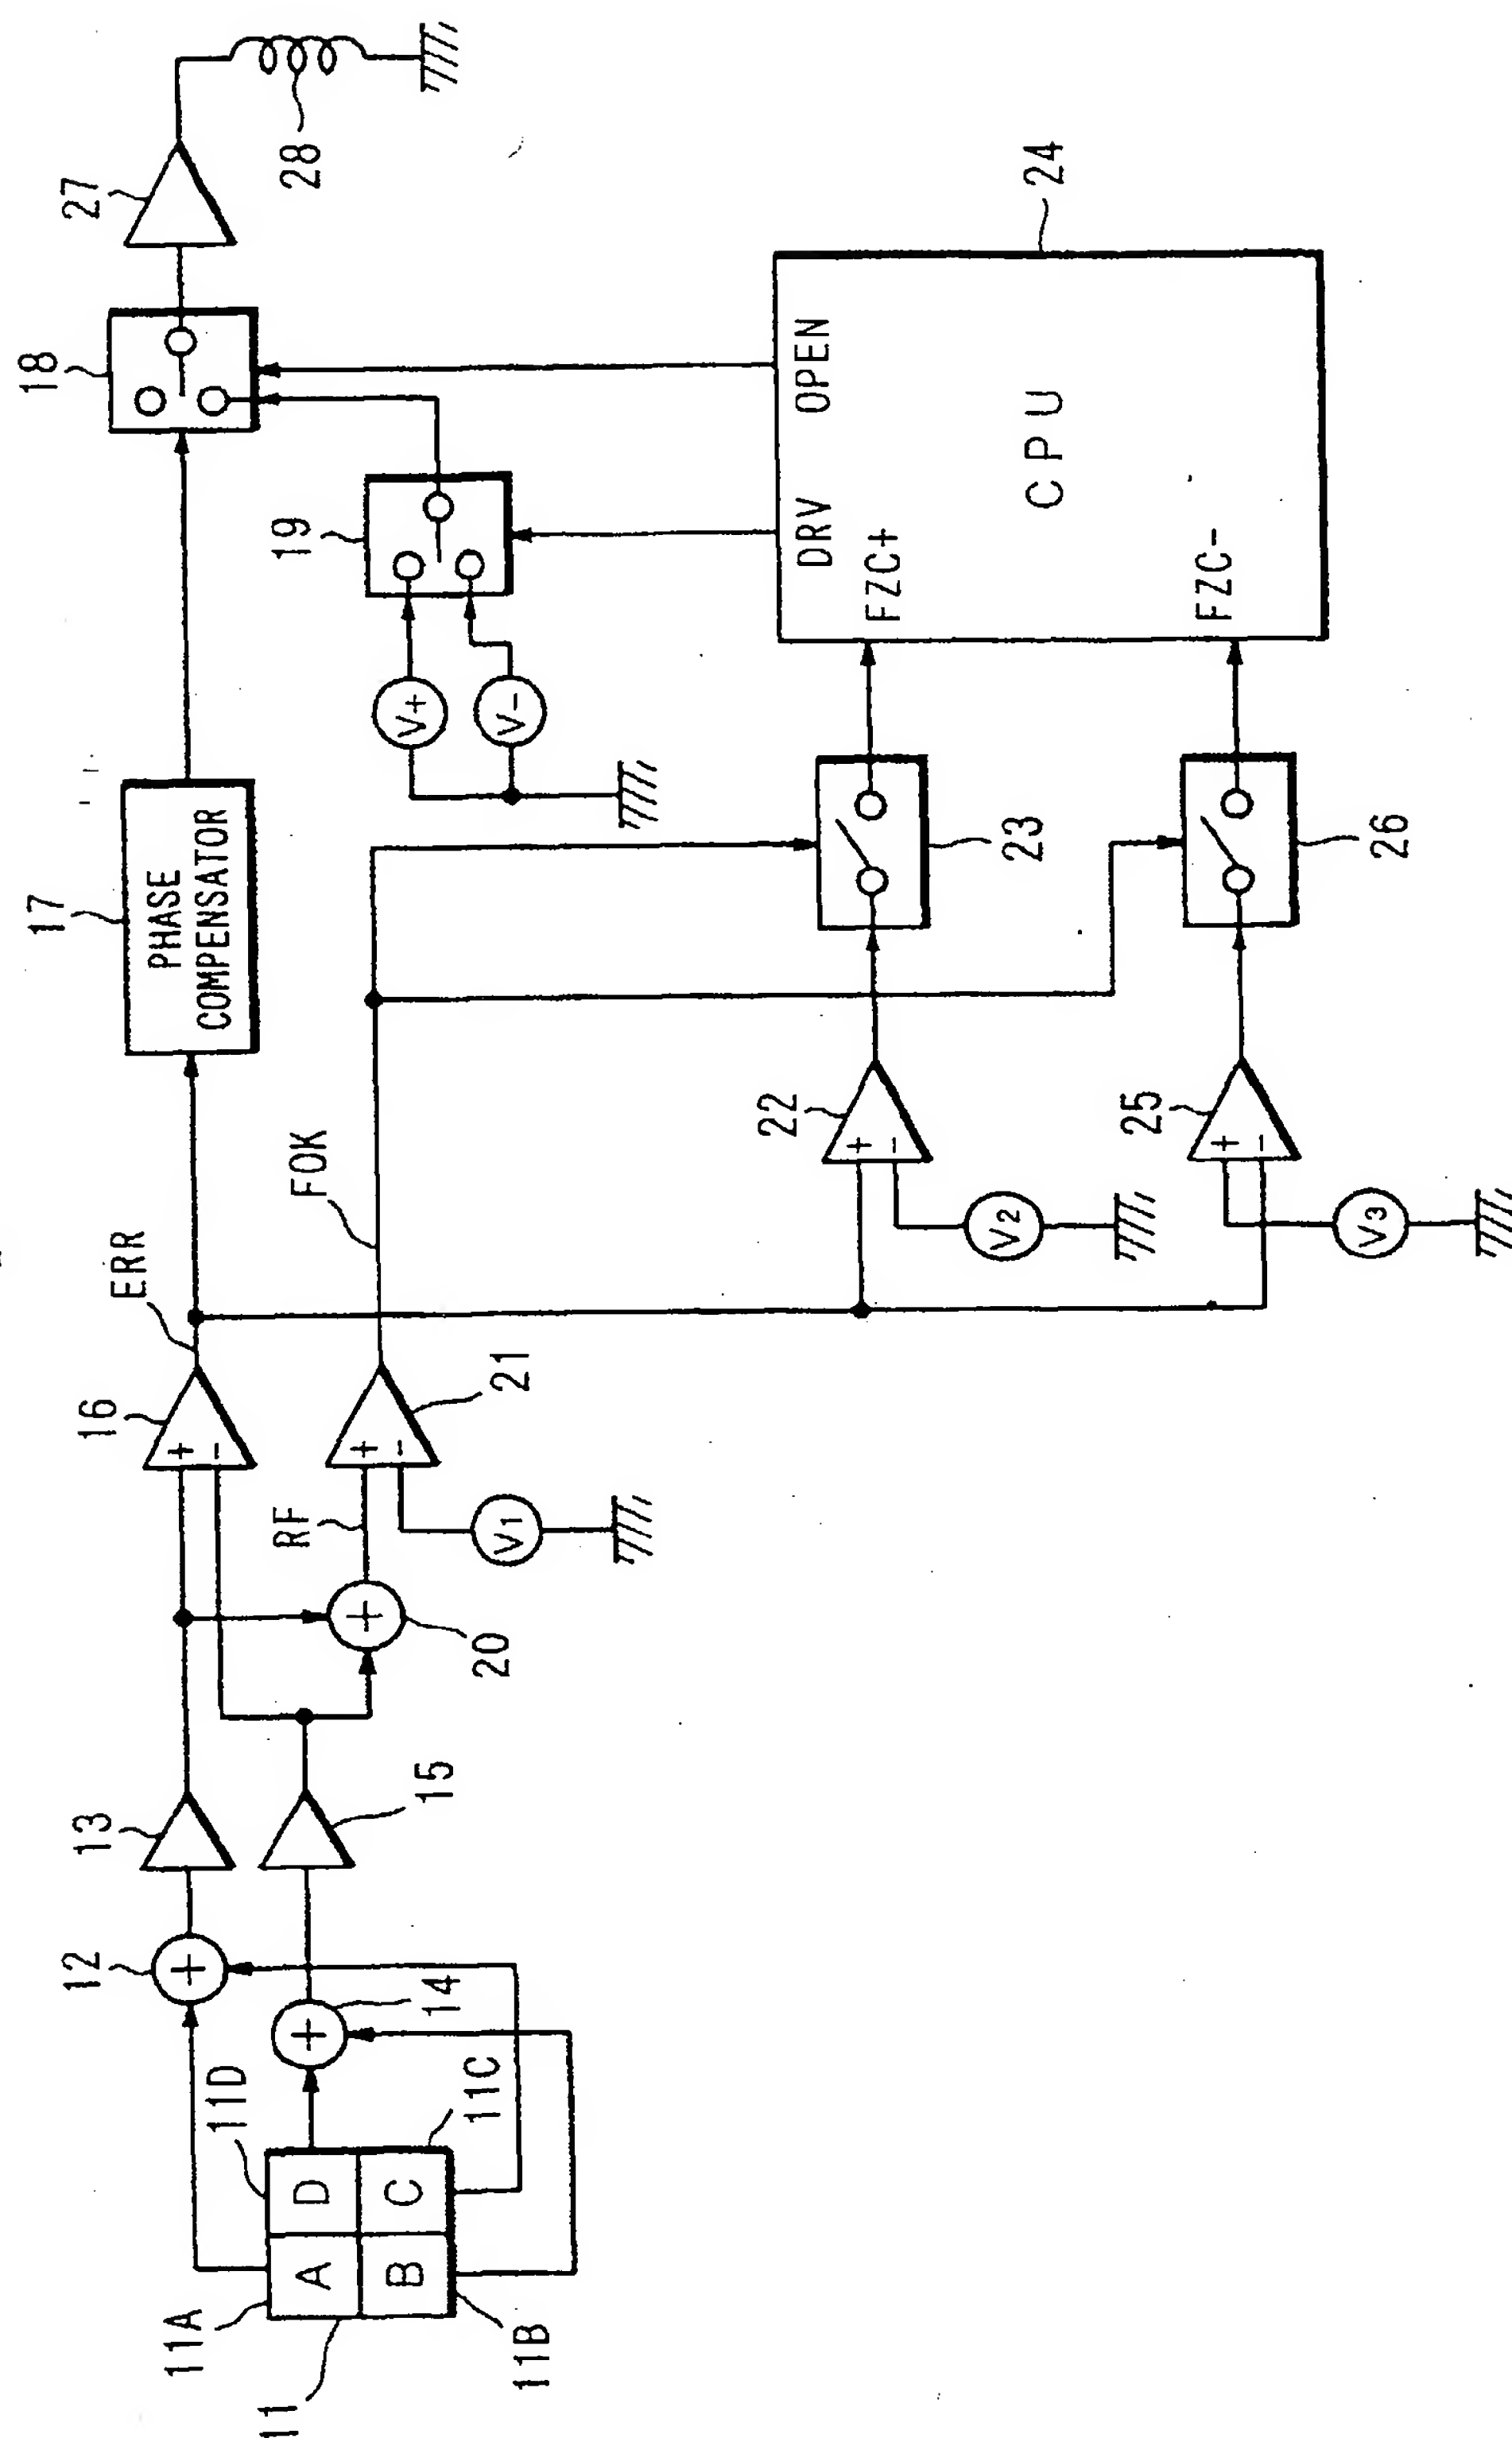 11
11A
11B
11C
11D
A
D
B
C
12
+
13
14
+
15
16
+
-
ERR
17
PHASE
COMPENSATOR
18
27
28
20
+
RF
21
+
-
V1
FOK
19
V+
V-
22
+
-
V2
23
25
+
-
V3
26
24
DRV
OPEN
FZC+
CPU
FZC-